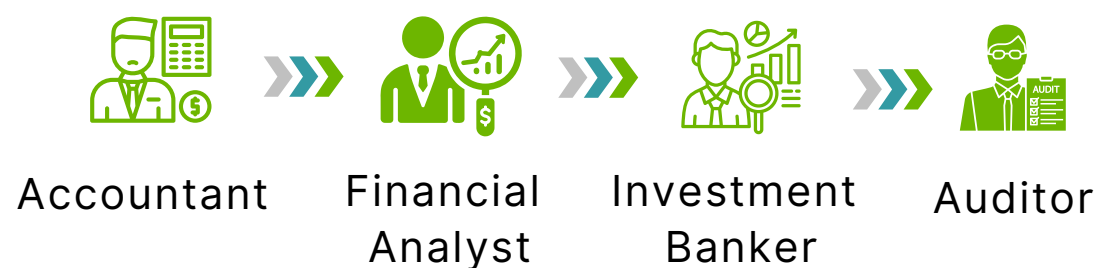 $
$
AUDIT
Accountant
Financial
Analyst
Investment
Banker
Auditor